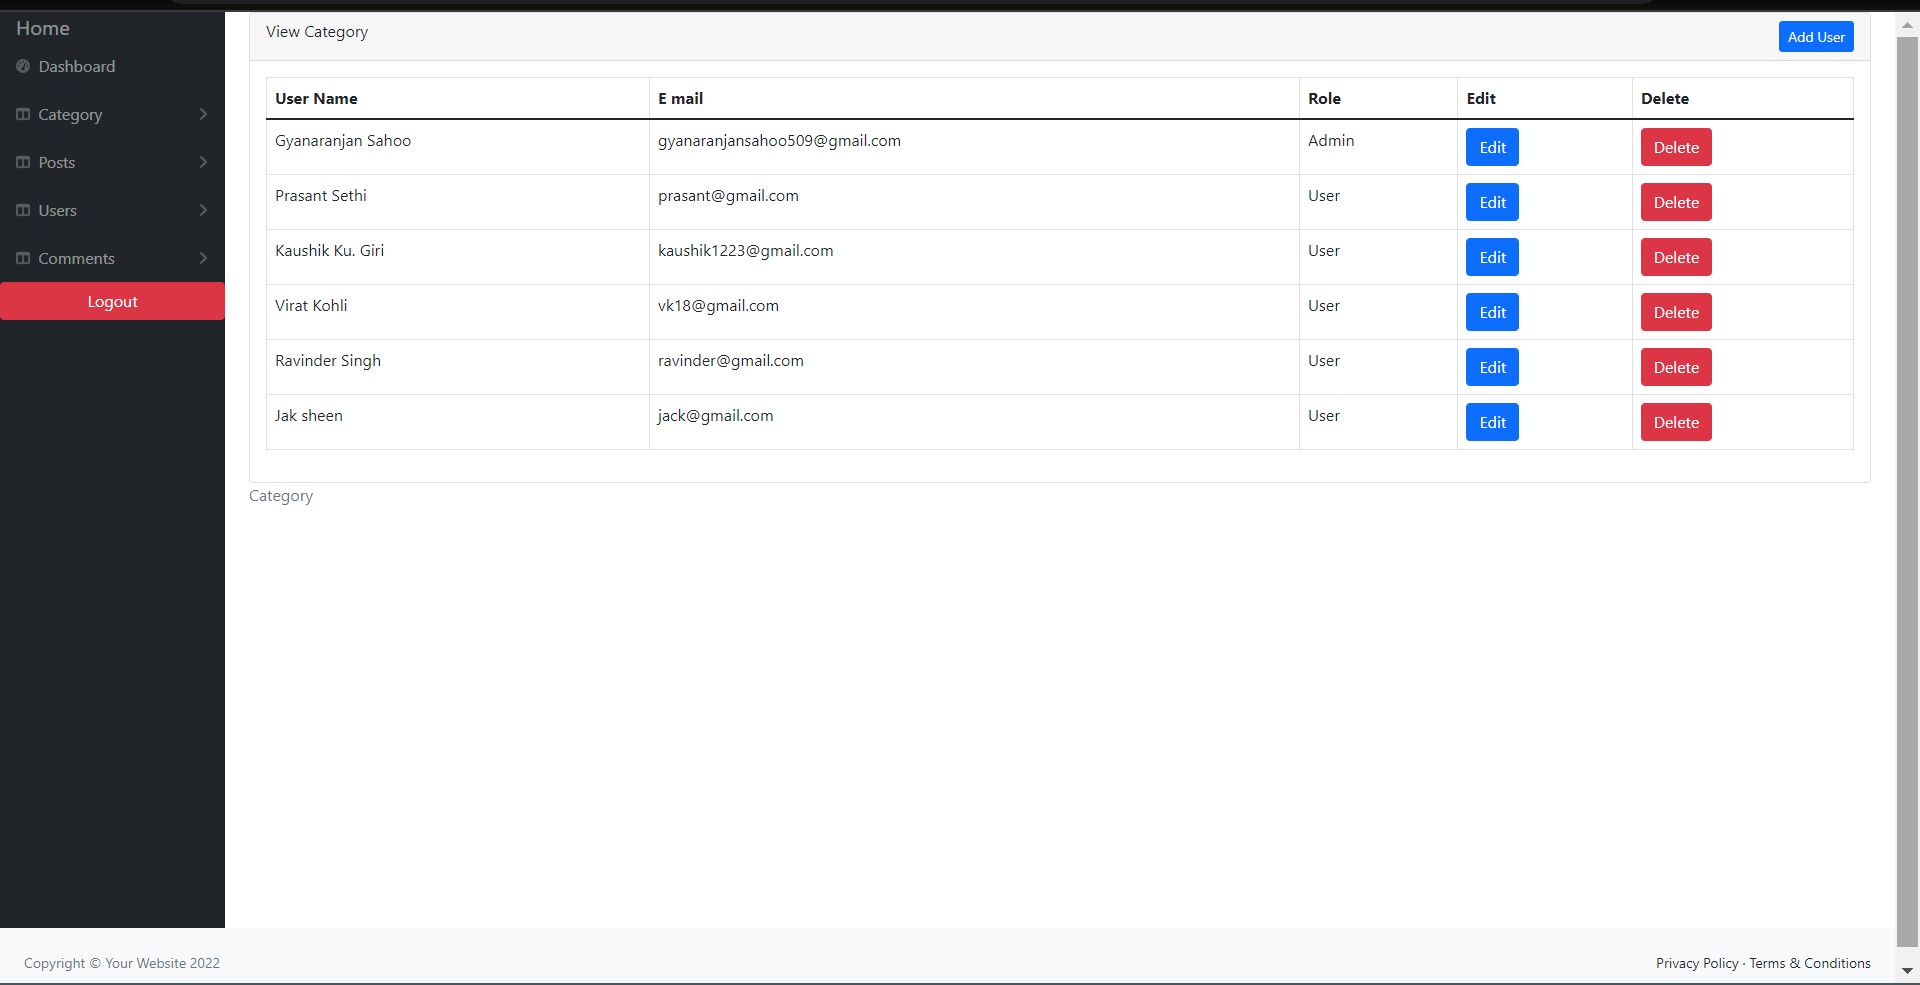 Home
Dashboard
Category
Posts
Users
Comments
Logout
View Category
Add User
User Name E mail Role Edit Delete
Gyanaranjan Sahoo gyanaranjansahoo509@gmail.com Admin Edit Delete
Prasant Sethi prasant@gmail.com User Edit Delete
Kaushik Ku. Giri kaushik1223@gmail.com User Edit Delete
Virat Kohli vk18@gmail.com User Edit Delete
Ravinder Singh ravinder@gmail.com User Edit Delete
Jak sheen jack@gmail.com User Edit Delete
Category
Copyright © Your Website 2022
Privacy Policy · Terms & Conditions